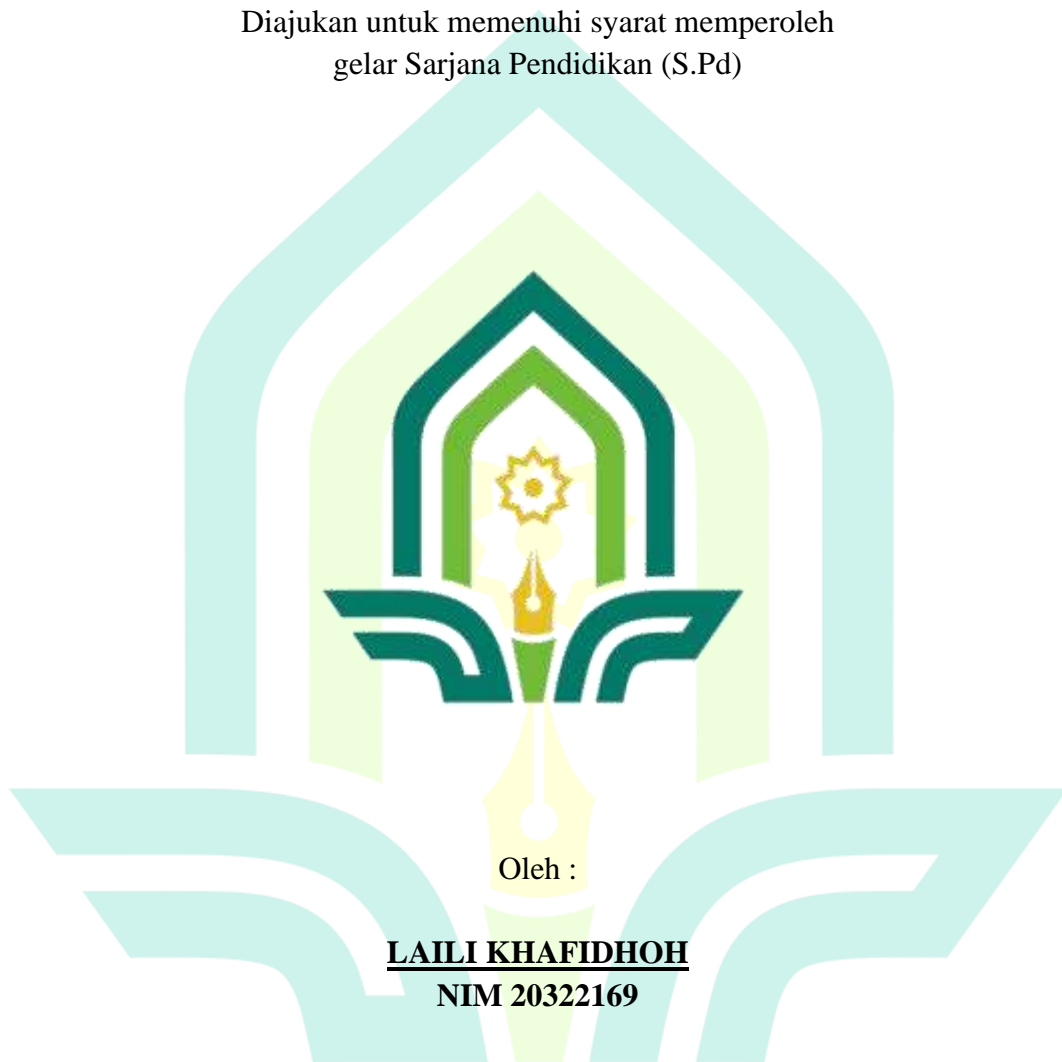 Diajukan untuk memenuhi syarat memperoleh
gelar Sarjana Pendidikan (S.Pd)
Oleh :
LAILI KHAFIDHOH
NIM 20322169